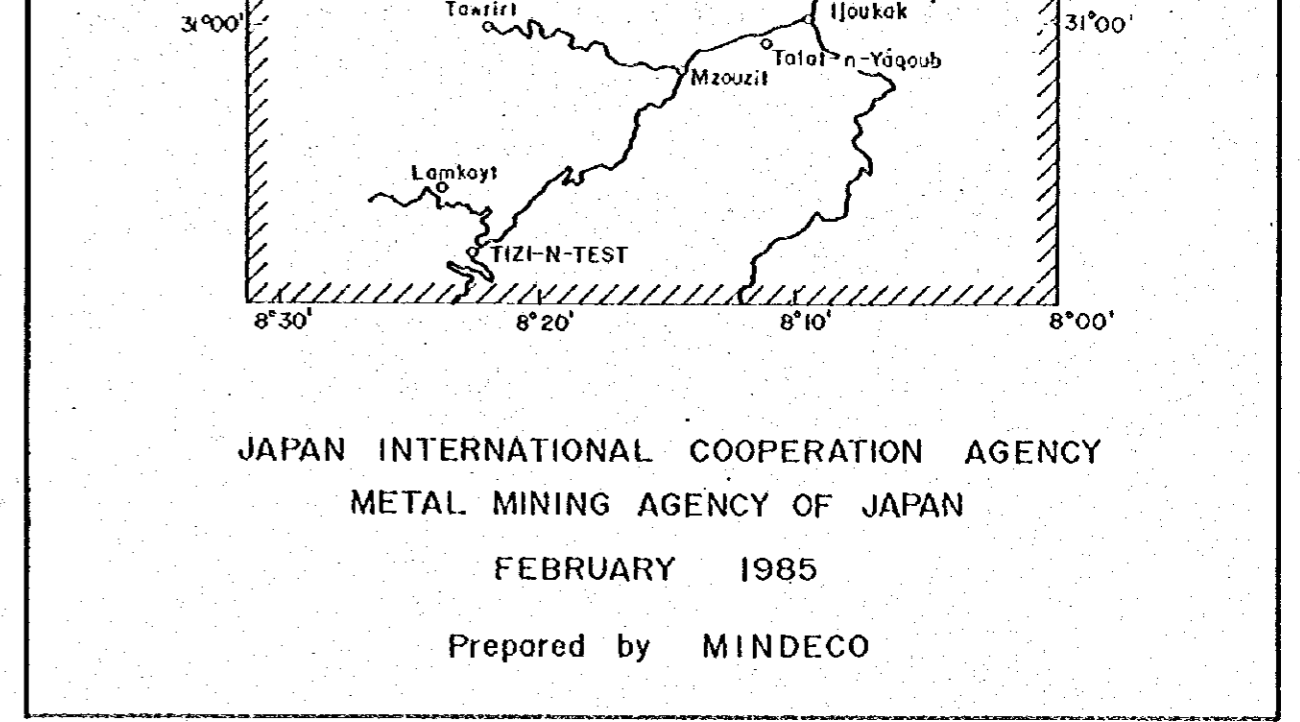 Tawrirt
Ijoukak
31°00'
31°00'
Talat-n-Yáqoub
Mzouzit
Lamkayt
TIZI-N-TEST
8°30'
8°20'
8°10'
8°00'
JAPAN INTERNATIONAL COOPERATION AGENCY
METAL MINING AGENCY OF JAPAN
FEBRUARY 1985
Prepared by MINDECO